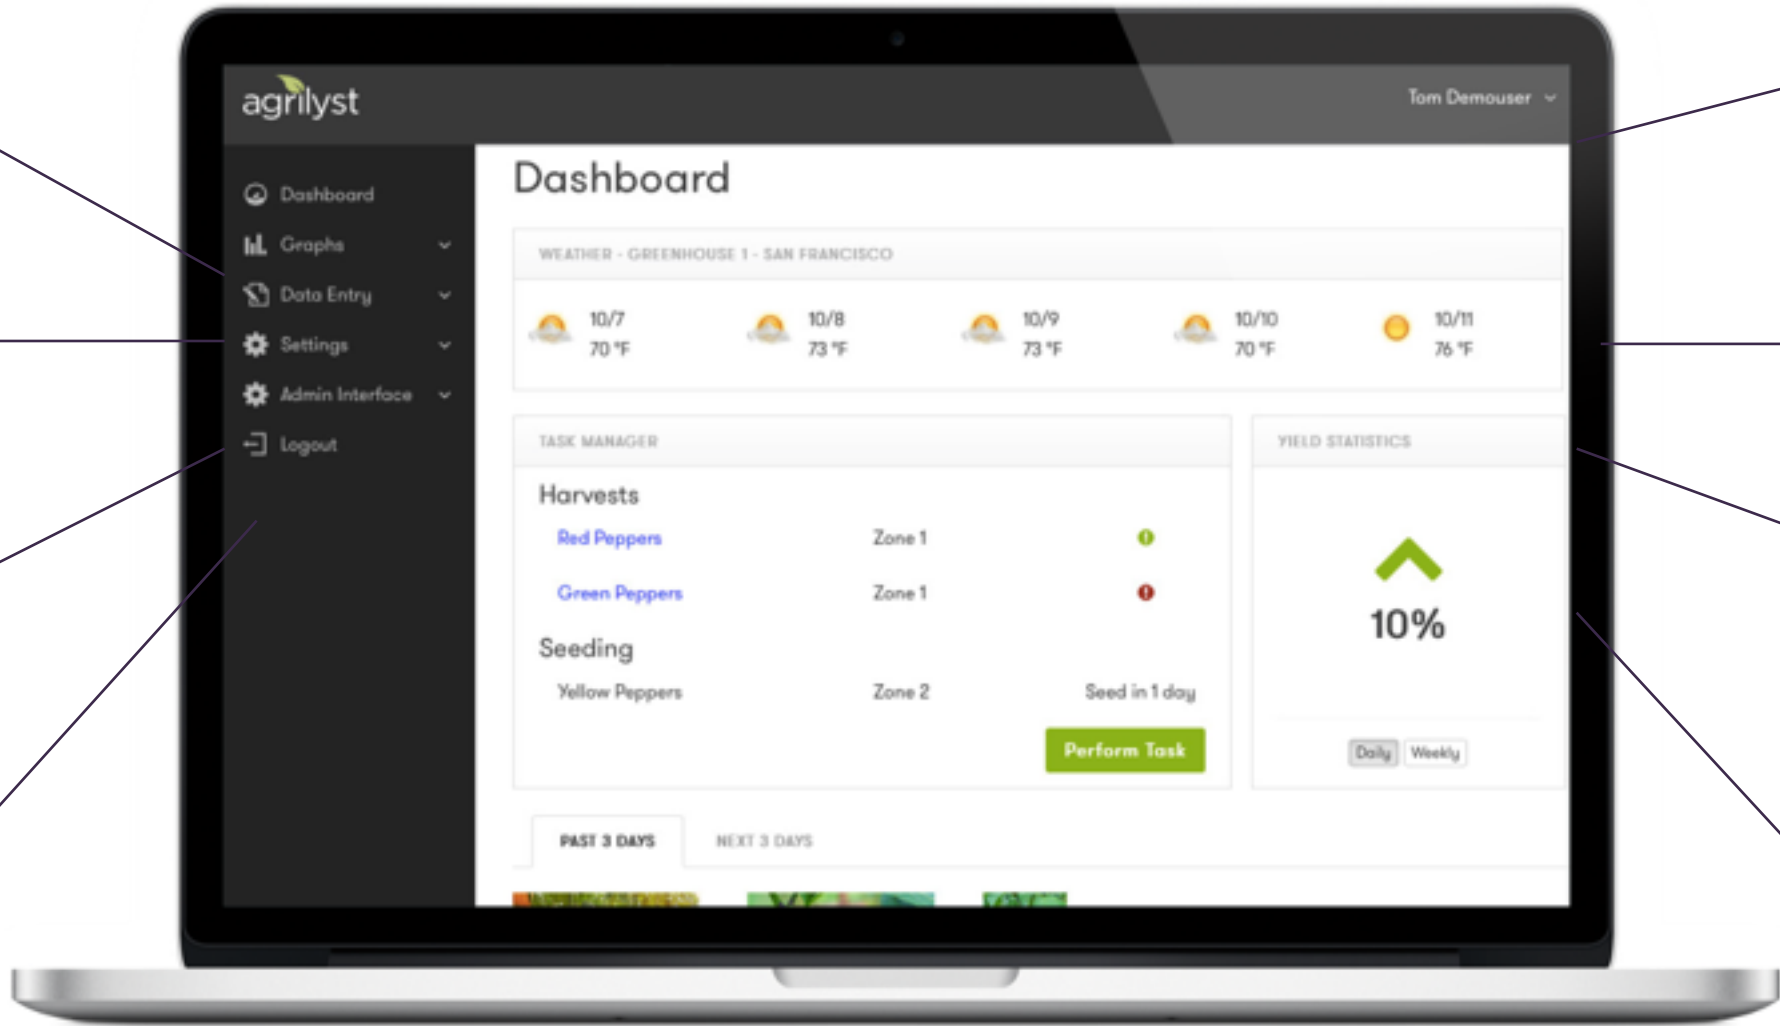 agrilyst
Tom Demouser
Dashboard
Graphs
Data Entry
Settings
Admin Interface
Logout
Dashboard
WEATHER - GREENHOUSE 1 - SAN FRANCISCO
10/7
70 °F
10/8
73 °F
10/9
73 °F
10/10
70 °F
10/11
76 °F
TASK MANAGER
Harvests
Red Peppers Zone 1
Green Peppers Zone 1
Seeding
Yellow Peppers Zone 2 Seed in 1 day
Perform Task
YIELD STATISTICS
10%
Daily Weekly
PAST 3 DAYS NEXT 3 DAYS